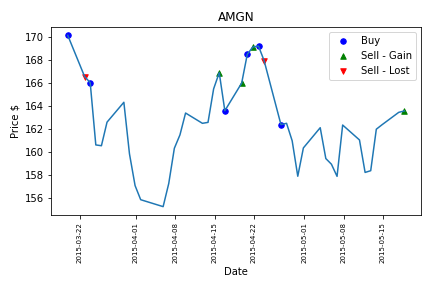 AMGN
Buy
Sell - Gain
Sell - Lost
Price $
170
168
166
164
162
160
158
156
2015-03-22
2015-04-01
2015-04-08
2015-04-15
2015-04-22
2015-05-01
2015-05-08
2015-05-15
Date